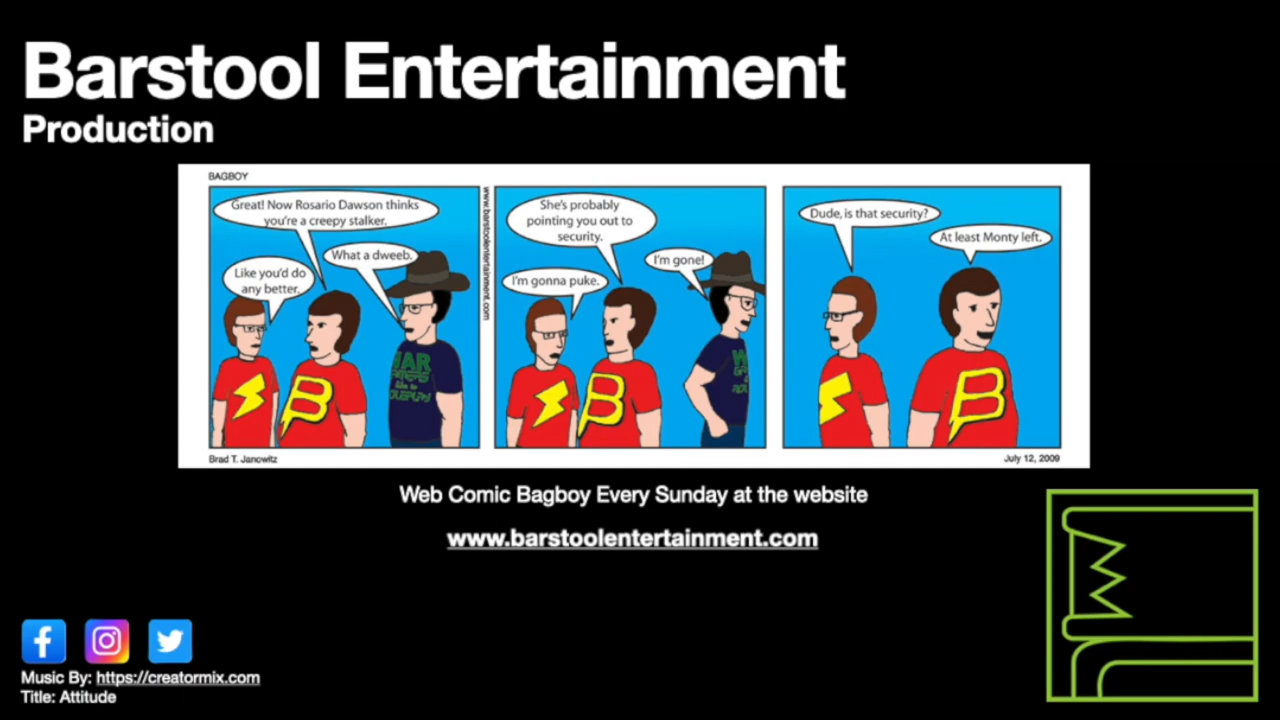 Barstool Entertainment
Production
BAGBOY
Great! Now Rosario Dawson thinks
you're a creepy stalker.
What a dweeb.
Like you'd do
any better.
www.barstoolentertainment.com
She's probably
pointing you out to
security.
I'm gonna puke.
I'm gone!
Dude, is that security?
At least Monty left.
Brad T. Janowitz
July 12, 2009
Web Comic Bagboy Every Sunday at the website
www.barstoolentertainment.com
Music By: https://creatormix.com
Title: Attitude